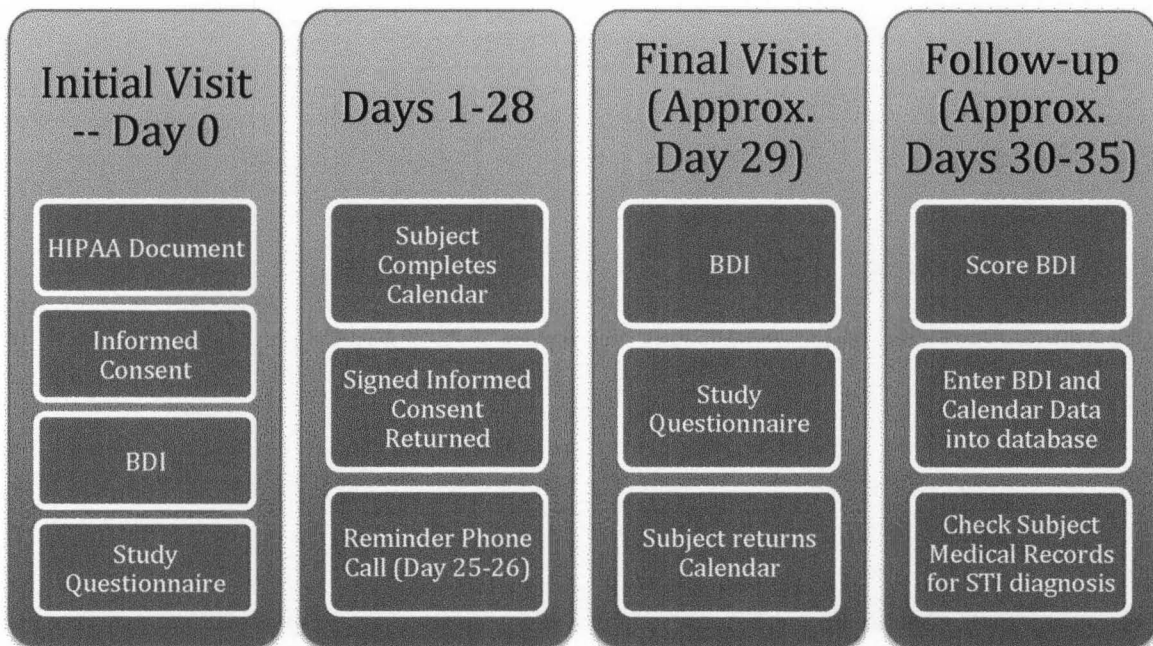 Initial Visit
-- Day 0
HIPAA Document
Informed
Consent
BDI
Study
Questionnaire
Days 1-28
Subject
Completes
Calendar
Signed Informed
Consent
Returned
Reminder Phone
Call (Day 25-26)
Final Visit
(Approx.
Day 29)
BDI
Study
Questionnaire
Subject returns
Calendar
Follow-up
(Approx.
Days 30-35)
Score BDI
Enter BDI and
Calendar Data
into database
Check Subject
Medical Records
for STI diagnosis